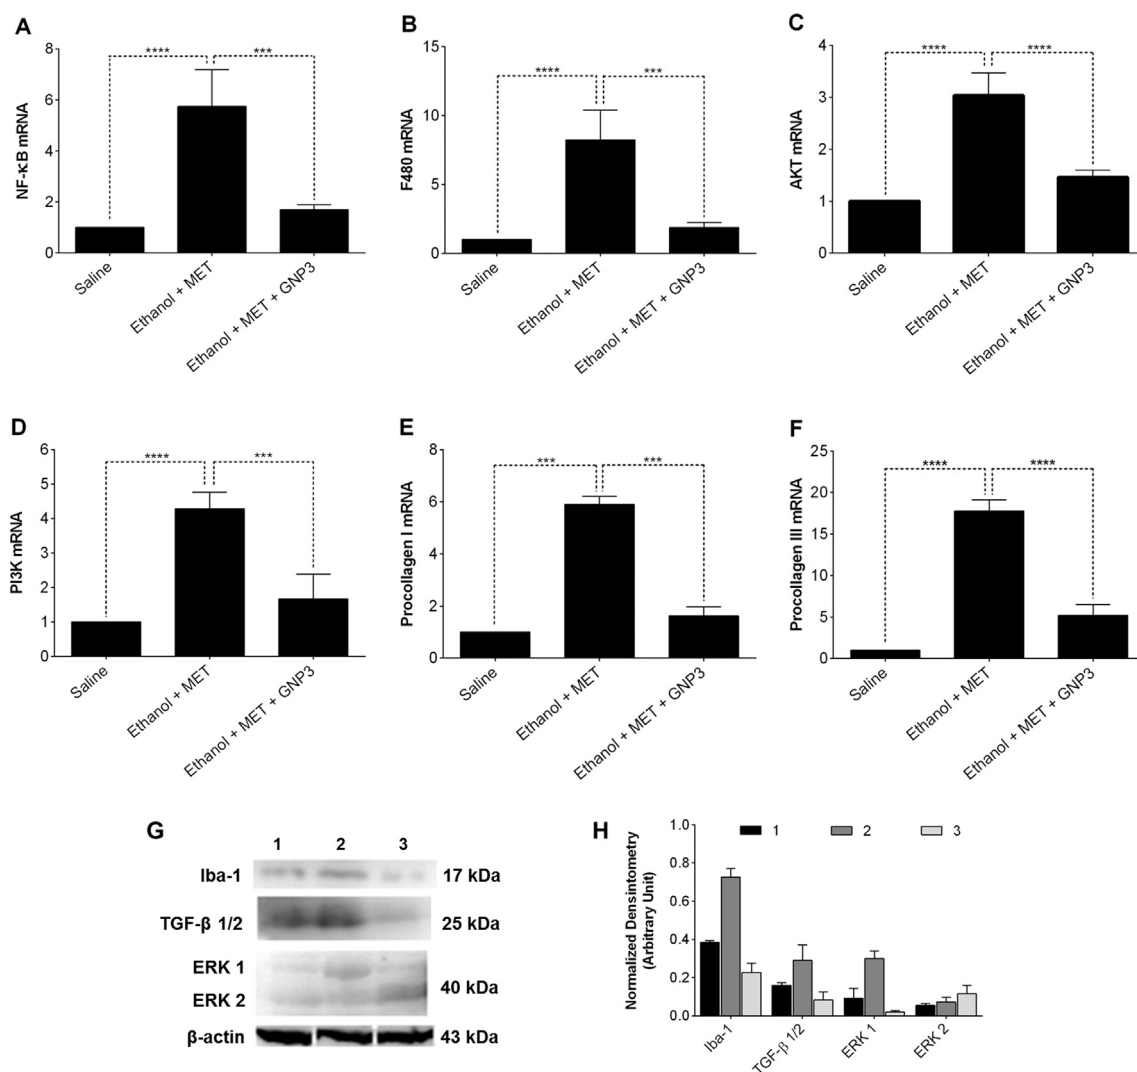 A
NF-κB mRNA
8
6
4
2
0
****
***
Saline
Ethanol + MET
Ethanol + MET + GNP3
B
F480 mRNA
15
10
5
0
****
***
Saline
Ethanol + MET
Ethanol + MET + GNP3
C
AKT mRNA
4
3
2
1
0
****
****
Saline
Ethanol + MET
Ethanol + MET + GNP3
D
PI3K mRNA
6
5
4
3
2
1
0
****
***
Saline
Ethanol + MET
Ethanol + MET + GNP3
E
Procollagen I mRNA
8
6
4
2
0
***
***
Saline
Ethanol + MET
Ethanol + MET + GNP3
F
Procollagen III mRNA
25
20
15
10
5
0
****
****
Saline
Ethanol + MET
Ethanol + MET + GNP3
G
1 2 3
Iba-1 17 kDa
TGF-β 1/2 25 kDa
ERK 1
ERK 2 40 kDa
β-actin 43 kDa
H
Normalized Densintometry
(Arbitrary Unit)
1.0
0.8
0.6
0.4
0.2
0.0
1 2 3
Iba-1
TGF-β 1/2
ERK 1
ERK 2